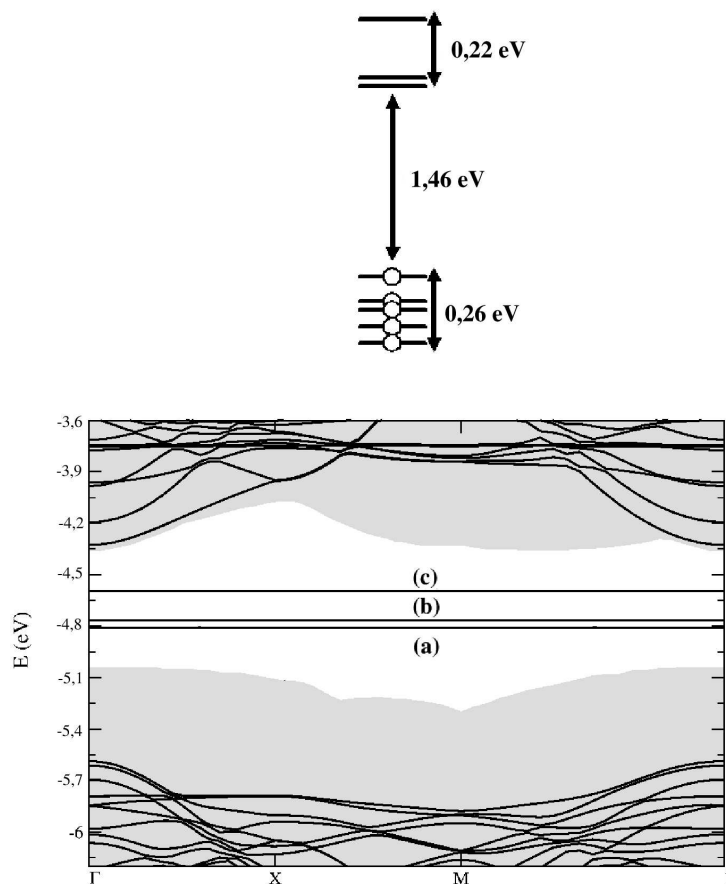 0,22 eV
1,46 eV
0,26 eV
-3.6
-3,9
-4,2
-4,5
-4,8
-5,1
-5,4
-5,7
-6
E (eV)
(c)
(b)
(a)
Γ X M